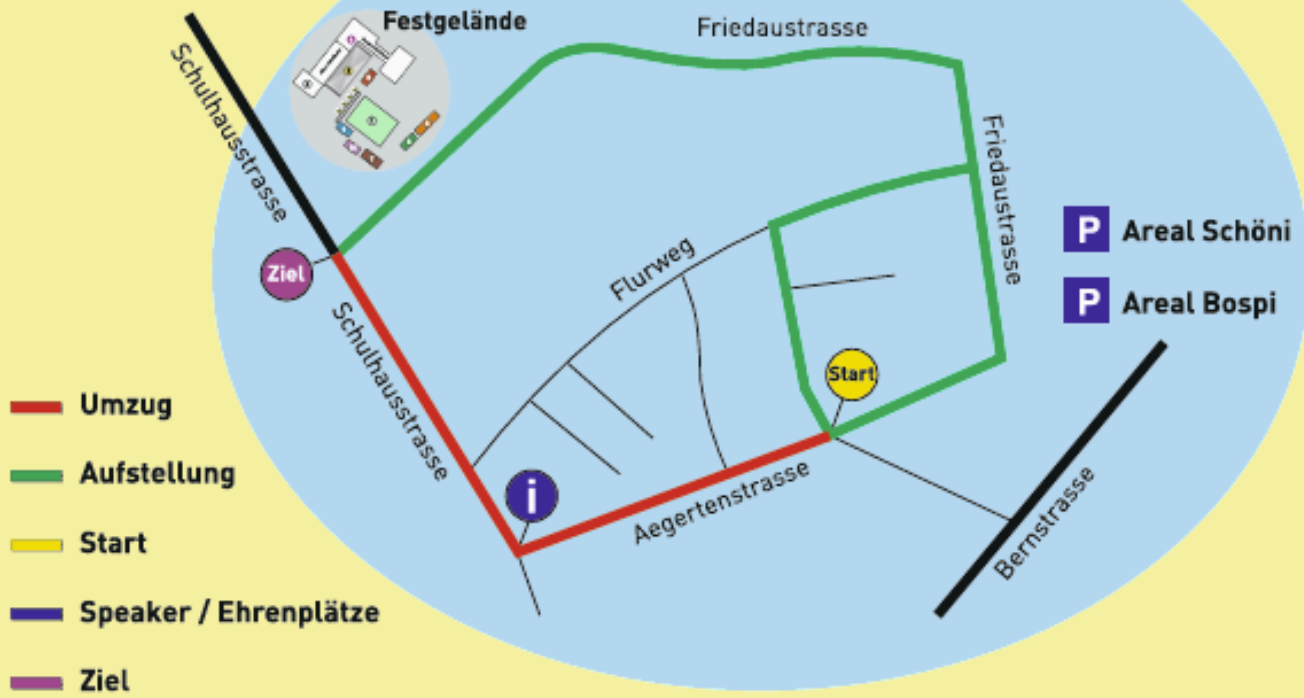 Festgelände
Friedaustrasse
Schulhausstrasse
Friedaustrasse
P Areal Schöni
Flurweg
Ziel
P Areal Bospi
Schulhausstrasse
Start
Umzug
Aufstellung
i
Aegertenstrasse
Bernstrasse
Start
Speaker / Ehrenplätze
Ziel